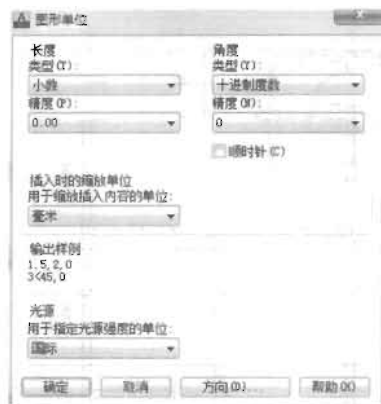 图形单位
长度
类型(T):
小数
精度(P):
0.00
角度
类型(Y):
十进制度数
精度(N):
0
顺时针(C)
插入时的缩放单位
用于缩放插入内容的单位:
毫米
输出样例
1.5,2,0
3<45,0
光源
用于指定光源强度的单位:
国际
确定 取消 方向(D)... 帮助(H)